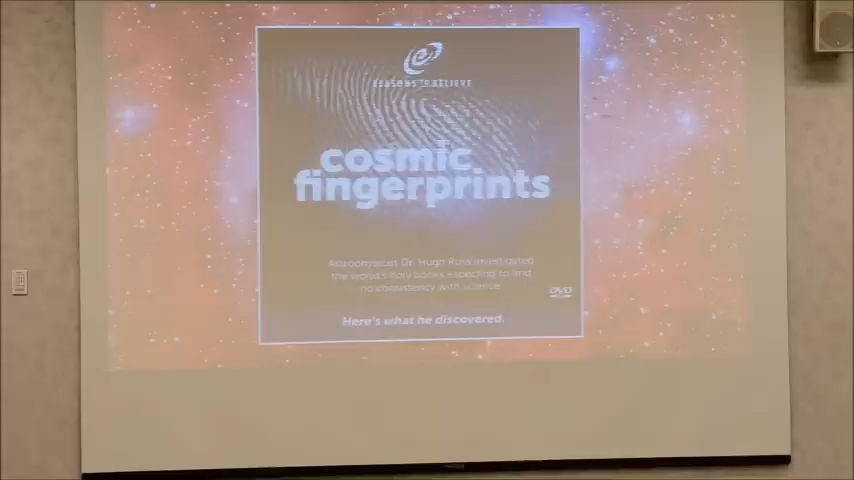 REASONS TO BELIEVE
cosmic
fingerprints
Astrophysicist Dr. Hugh Ross investigated
the world's holy books expecting to find
no consistency with science.
DVD
Here's what he discovered.